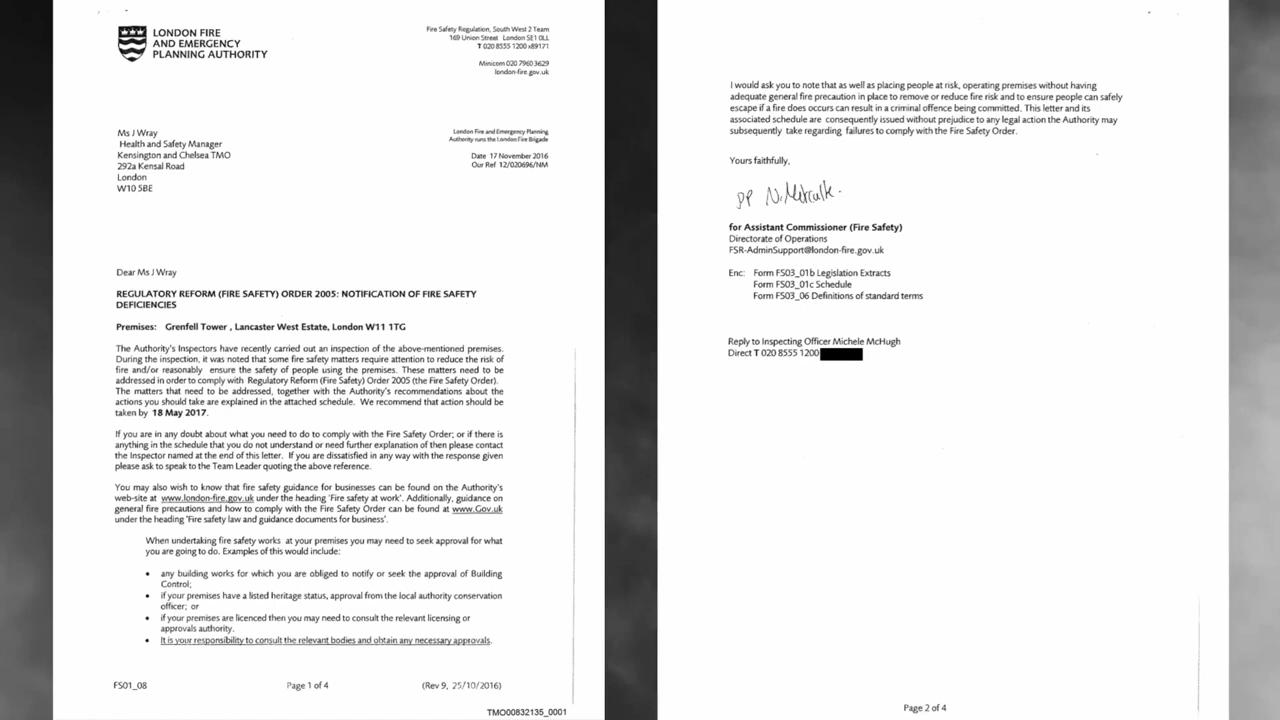 LONDON FIRE
AND EMERGENCY
PLANNING AUTHORITY
Fire Safety Regulation, South West 2 Team
169 Union Street London SE1 0LL
T 020 8555 1200 x89171
Minicom 020 7960 3629
london-fire.gov.uk
Ms J Wray
Health and Safety Manager
Kensington and Chelsea TMO
292a Kensal Road
London
W10 5BE
London Fire and Emergency Planning
Authority runs the London Fire Brigade
Date 17 November 2016
Our Ref 12/020696/NM
Dear Ms J Wray
REGULATORY REFORM (FIRE SAFETY) ORDER 2005: NOTIFICATION OF FIRE SAFETY
DEFICIENCIES
Premises: Grenfell Tower , Lancaster West Estate, London W11 1TG
The Authority's Inspectors have recently carried out an inspection of the above-mentioned premises.
During the inspection, it was noted that some fire safety matters require attention to reduce the risk of
fire and/or reasonably ensure the safety of people using the premises. These matters need to be
addressed in order to comply with Regulatory Reform (Fire Safety) Order 2005 (the Fire Safety Order).
The matters that need to be addressed, together with the Authority's recommendations about the
actions you should take are explained in the attached schedule. We recommend that action should be
taken by 18 May 2017.
If you are in any doubt about what you need to do to comply with the Fire Safety Order; or if there is
anything in the schedule that you do not understand or need further explanation of then please contact
the Inspector named at the end of this letter. If you are dissatisfied in any way with the response given
please ask to speak to the Team Leader quoting the above reference.
You may also wish to know that fire safety guidance for businesses can be found on the Authority's
web-site at www.london-fire.gov.uk under the heading 'Fire safety at work'. Additionally, guidance on
general fire precautions and how to comply with the Fire Safety Order can be found at www.Gov.uk
under the heading 'Fire safety law and guidance documents for business'.
When undertaking fire safety works at your premises you may need to seek approval for what
you are going to do. Examples of this would include:
• any building works for which you are obliged to notify or seek the approval of Building
Control;
• if your premises have a listed heritage status, approval from the local authority conservation
officer; or
• if your premises are licenced then you may need to consult the relevant licensing or
approvals authority.
• It is your responsibility to consult the relevant bodies and obtain any necessary approvals.
FS01_08
Page 1 of 4
(Rev 9, 25/10/2016)
TMO00832135_0001
I would ask you to note that as well as placing people at risk, operating premises without having
adequate general fire precaution in place to remove or reduce fire risk and to ensure people can safely
escape if a fire does occurs can result in a criminal offence being committed. This letter and its
associated schedule are consequently issued without prejudice to any legal action the Authority may
subsequently take regarding failures to comply with the Fire Safety Order.
Yours faithfully,
PP N. Metcalfe.
for Assistant Commissioner (Fire Safety)
Directorate of Operations
FSR-AdminSupport@london-fire.gov.uk
Enc: Form FS03_01b Legislation Extracts
Form FS03_01c Schedule
Form FS03_06 Definitions of standard terms
Reply to Inspecting Officer Michele McHugh
Direct T 020 8555 1200
Page 2 of 4